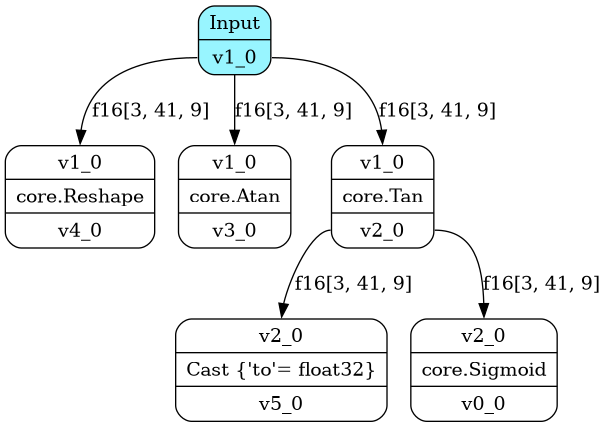 Input
v1_0
f16[3, 41, 9]
f16[3, 41, 9]
f16[3, 41, 9]
v1_0
core.Reshape
v4_0
v1_0
core.Atan
v3_0
v1_0
core.Tan
v2_0
f16[3, 41, 9]
f16[3, 41, 9]
v2_0
Cast {'to'= float32}
v5_0
v2_0
core.Sigmoid
v0_0